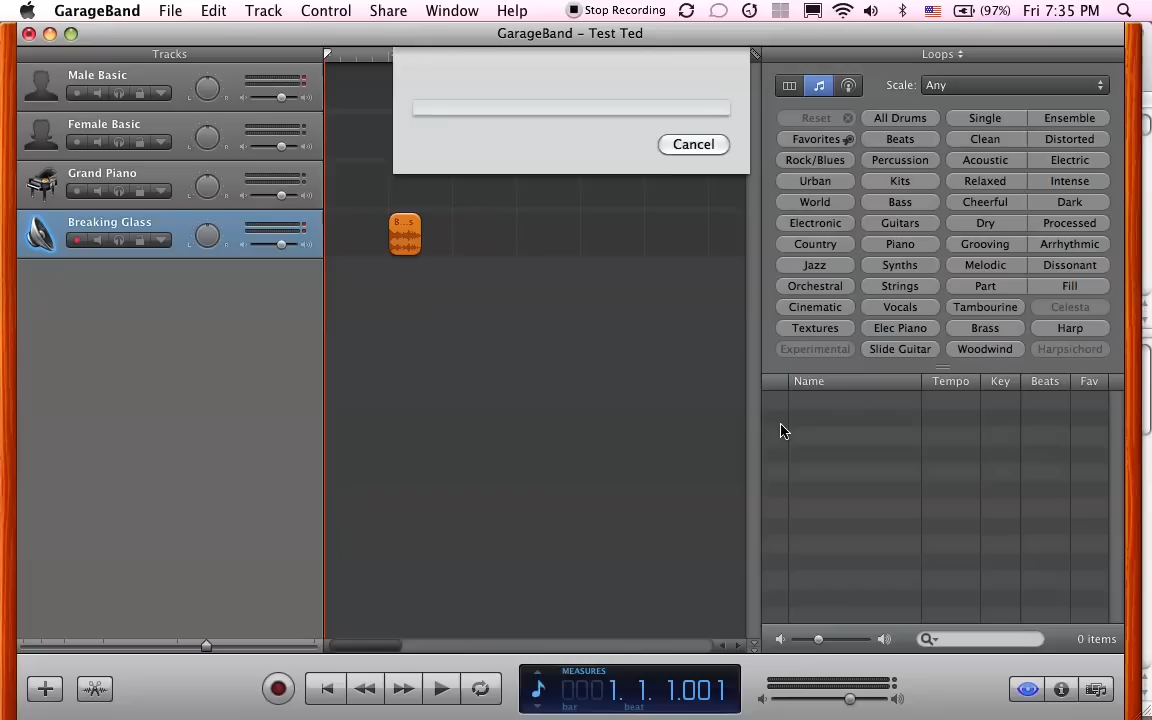 GarageBand File Edit Track Control Share Window Help Stop Recording (97%) Fri 7:35 PM
GarageBand – Test Ted
Tracks
Loops
Male Basic
L R
Female Basic
L R
Grand Piano
L R
Breaking Glass
L R
B...s
Cancel
Scale: Any
Reset All Drums Single Ensemble
Favorites Beats Clean Distorted
Rock/Blues Percussion Acoustic Electric
Urban Kits Relaxed Intense
World Bass Cheerful Dark
Electronic Guitars Dry Processed
Country Piano Grooving Arrhythmic
Jazz Synths Melodic Dissonant
Orchestral Strings Part Fill
Cinematic Vocals Tambourine Celesta
Textures Elec Piano Brass Harp
Experimental Slide Guitar Woodwind Harpsichord
Name Tempo Key Beats Fav
0 items
MEASURES
0001. 1. 1.001
bar beat